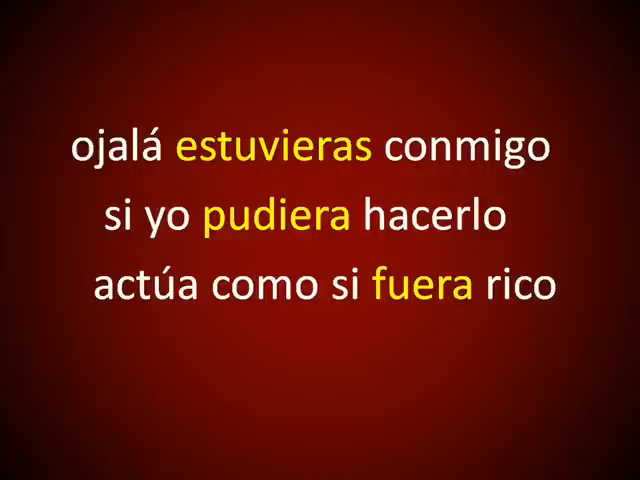 ojalá estuvieras conmigo
si yo pudiera hacerlo
actúa como si fuera rico